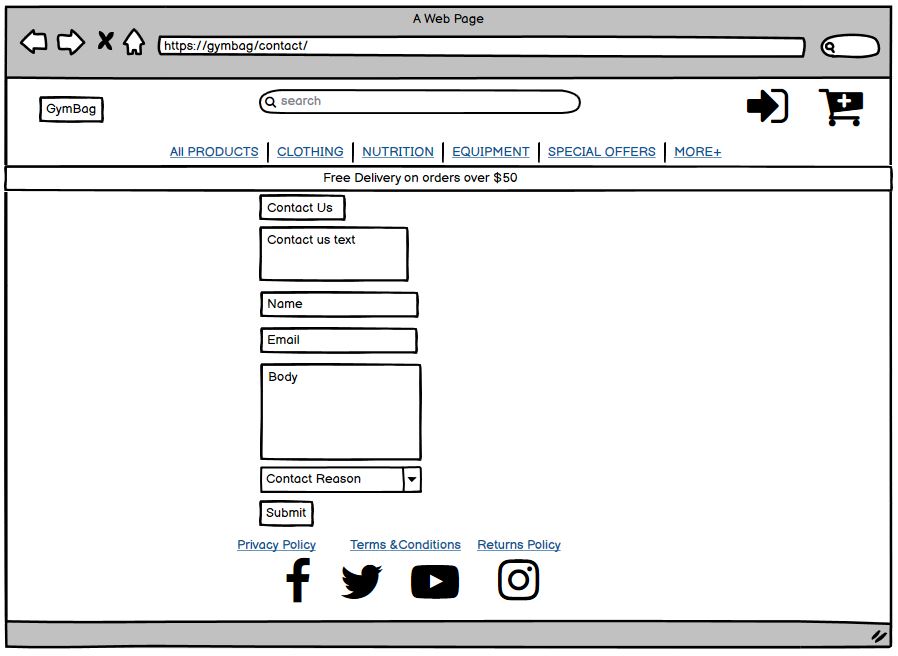 A Web Page
https://gymbag/contact/
GymBag
search
All PRODUCTS CLOTHING NUTRITION EQUIPMENT SPECIAL OFFERS MORE+
Free Delivery on orders over $50
Contact Us
Contact us text
Name
Email
Body
Contact Reason
Submit
Privacy Policy Terms &Conditions Returns Policy